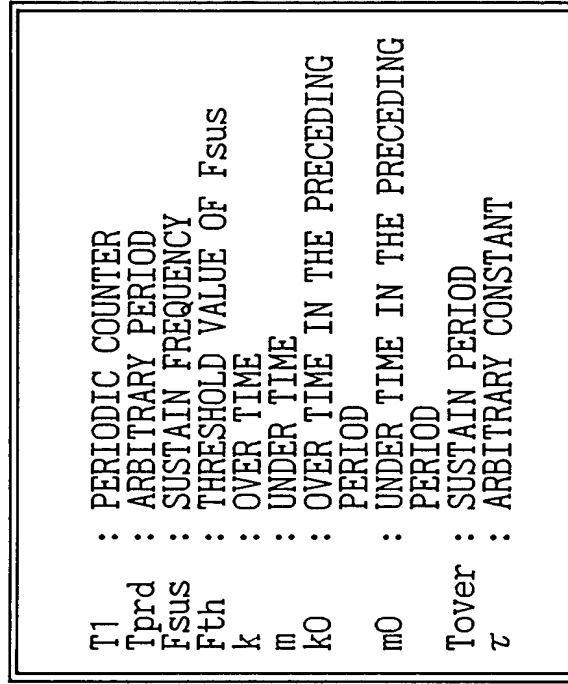 T1 : PERIODIC COUNTER
Tprd : ARBITRARY PERIOD
Fsus : SUSTAIN FREQUENCY
Fth : THRESHOLD VALUE OF Fsus
k : OVER TIME
m : UNDER TIME
k0 : OVER TIME IN THE PRECEDING
PERIOD
m0 : UNDER TIME IN THE PRECEDING
PERIOD
Tover : SUSTAIN PERIOD
τ : ARBITRARY CONSTANT